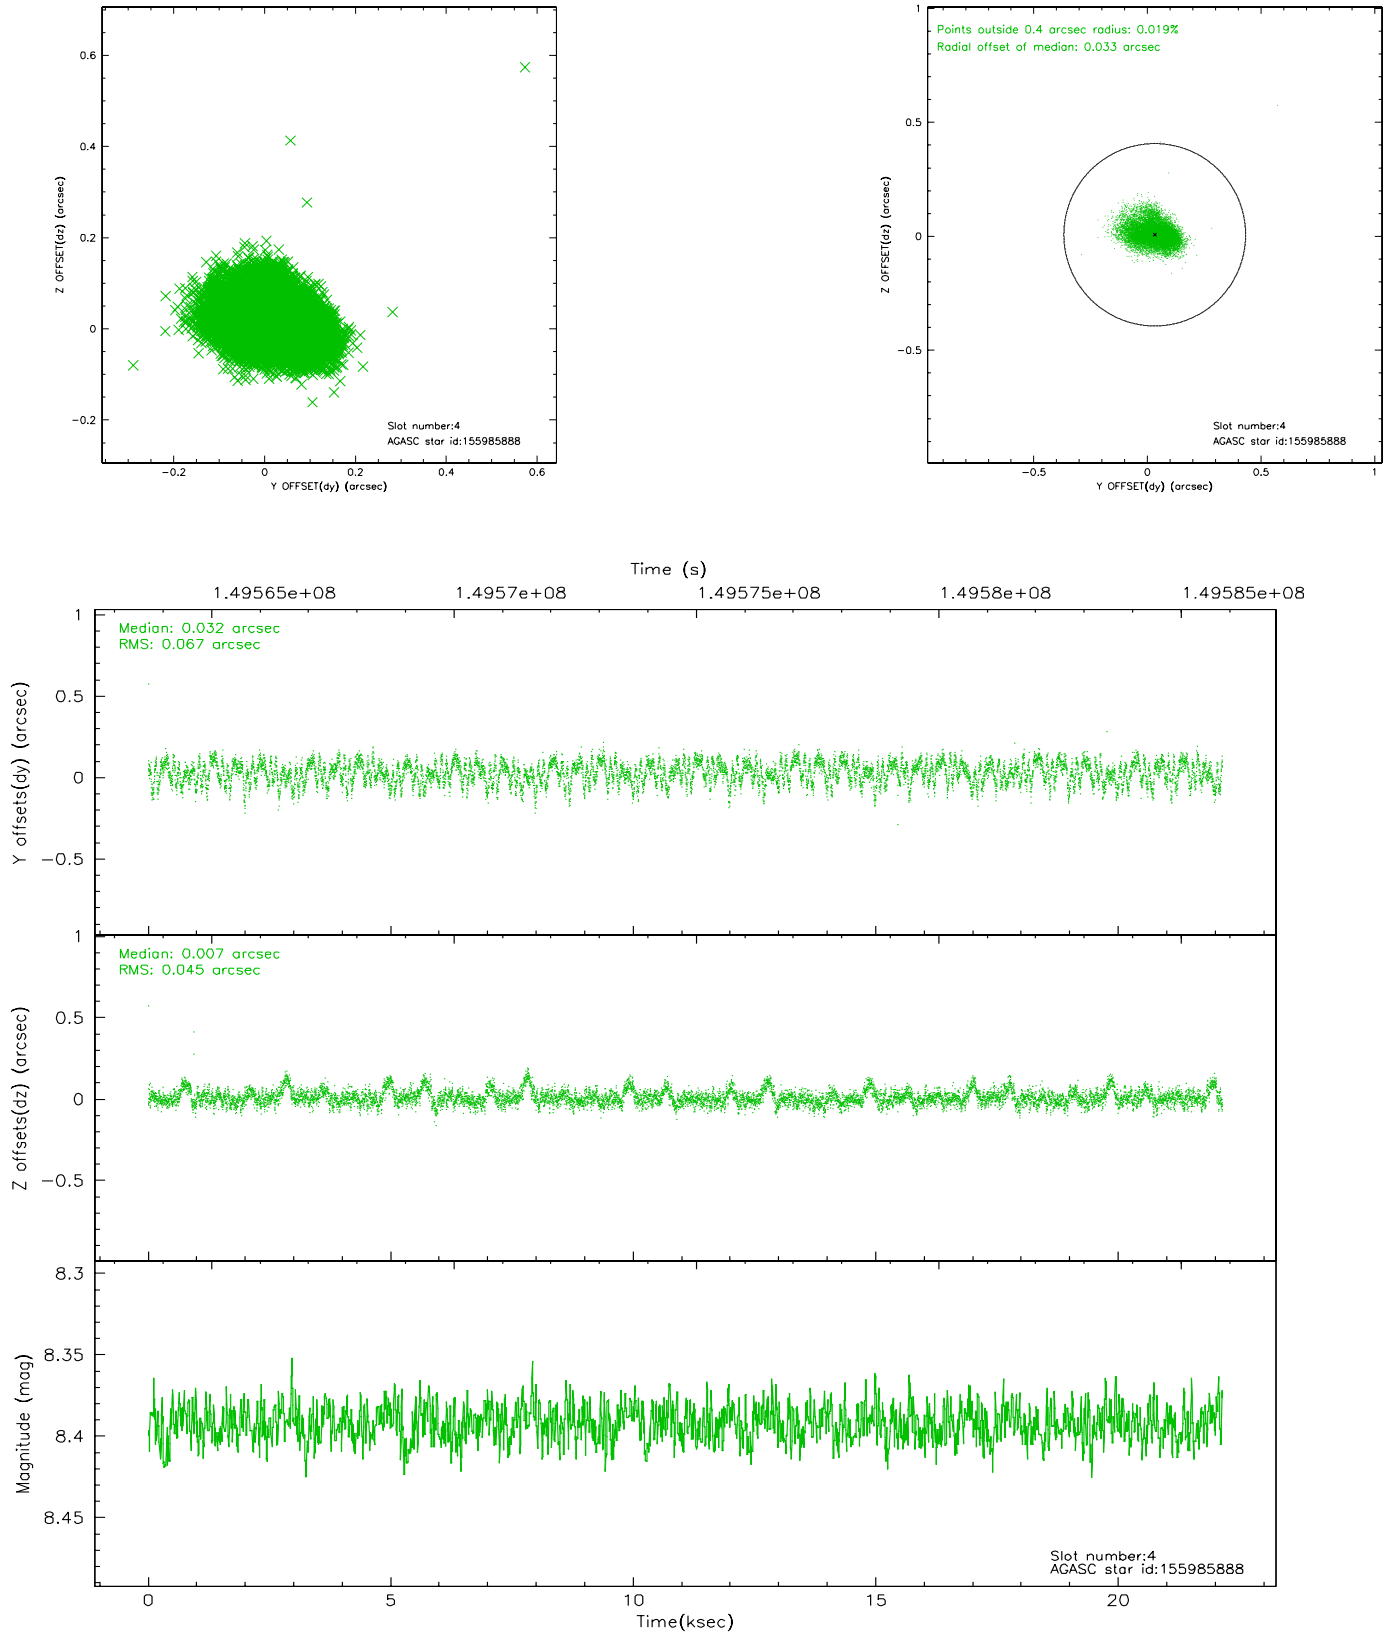 0.6
0.4
0.2
0
−0.2
Z OFFSET(dz) (arcsec)
Slot number:4
AGASC star id:155985888
−0.2 0 0.2 0.4 0.6
Y OFFSET(dy) (arcsec)
1
0.5
0
−0.5
Z OFFSET(dz) (arcsec)
Points outside 0.4 arcsec radius: 0.019%
Radial offset of median: 0.033 arcsec
Slot number:4
AGASC star id:155985888
−0.5 0 0.5 1
Y OFFSET(dy) (arcsec)
Time (s)
1.49565e+08 1.4957e+08 1.49575e+08 1.4958e+08 1.49585e+08
1
0.5
0
−0.5
Y offsets(dy) (arcsec)
Median: 0.032 arcsec
RMS: 0.067 arcsec
1
0.5
0
−0.5
Z offsets(dz) (arcsec)
Median: 0.007 arcsec
RMS: 0.045 arcsec
8.3
8.35
8.4
8.45
Magnitude (mag)
Slot number:4
AGASC star id:155985888
0 5 10 15 20
Time(ksec)